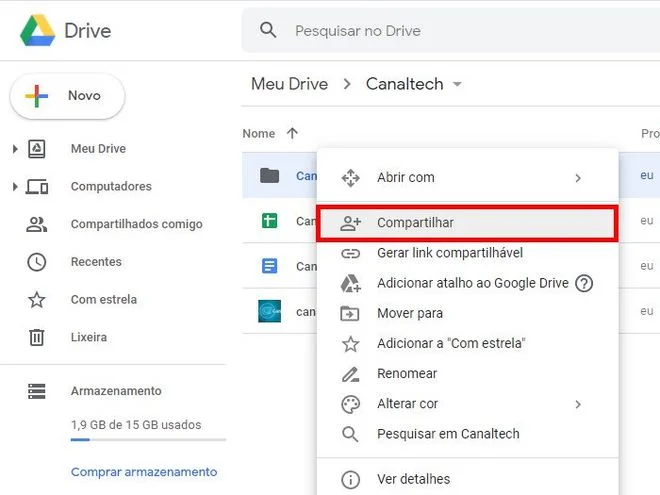 Drive
Pesquisar no Drive
Novo
Meu Drive > Canaltech
Nome
Meu Drive
Computadores
Compartilhados comigo
Recentes
Com estrela
Lixeira
Armazenamento
1,9 GB de 15 GB usados
Comprar armazenamento
Pro
Can
eu
Can
eu
Can
eu
can
eu
Abrir com
Compartilhar
Gerar link compartilhável
Adicionar atalho ao Google Drive
Mover para
Adicionar a "Com estrela"
Renomear
Alterar cor
Pesquisar em Canaltech
Ver detalhes